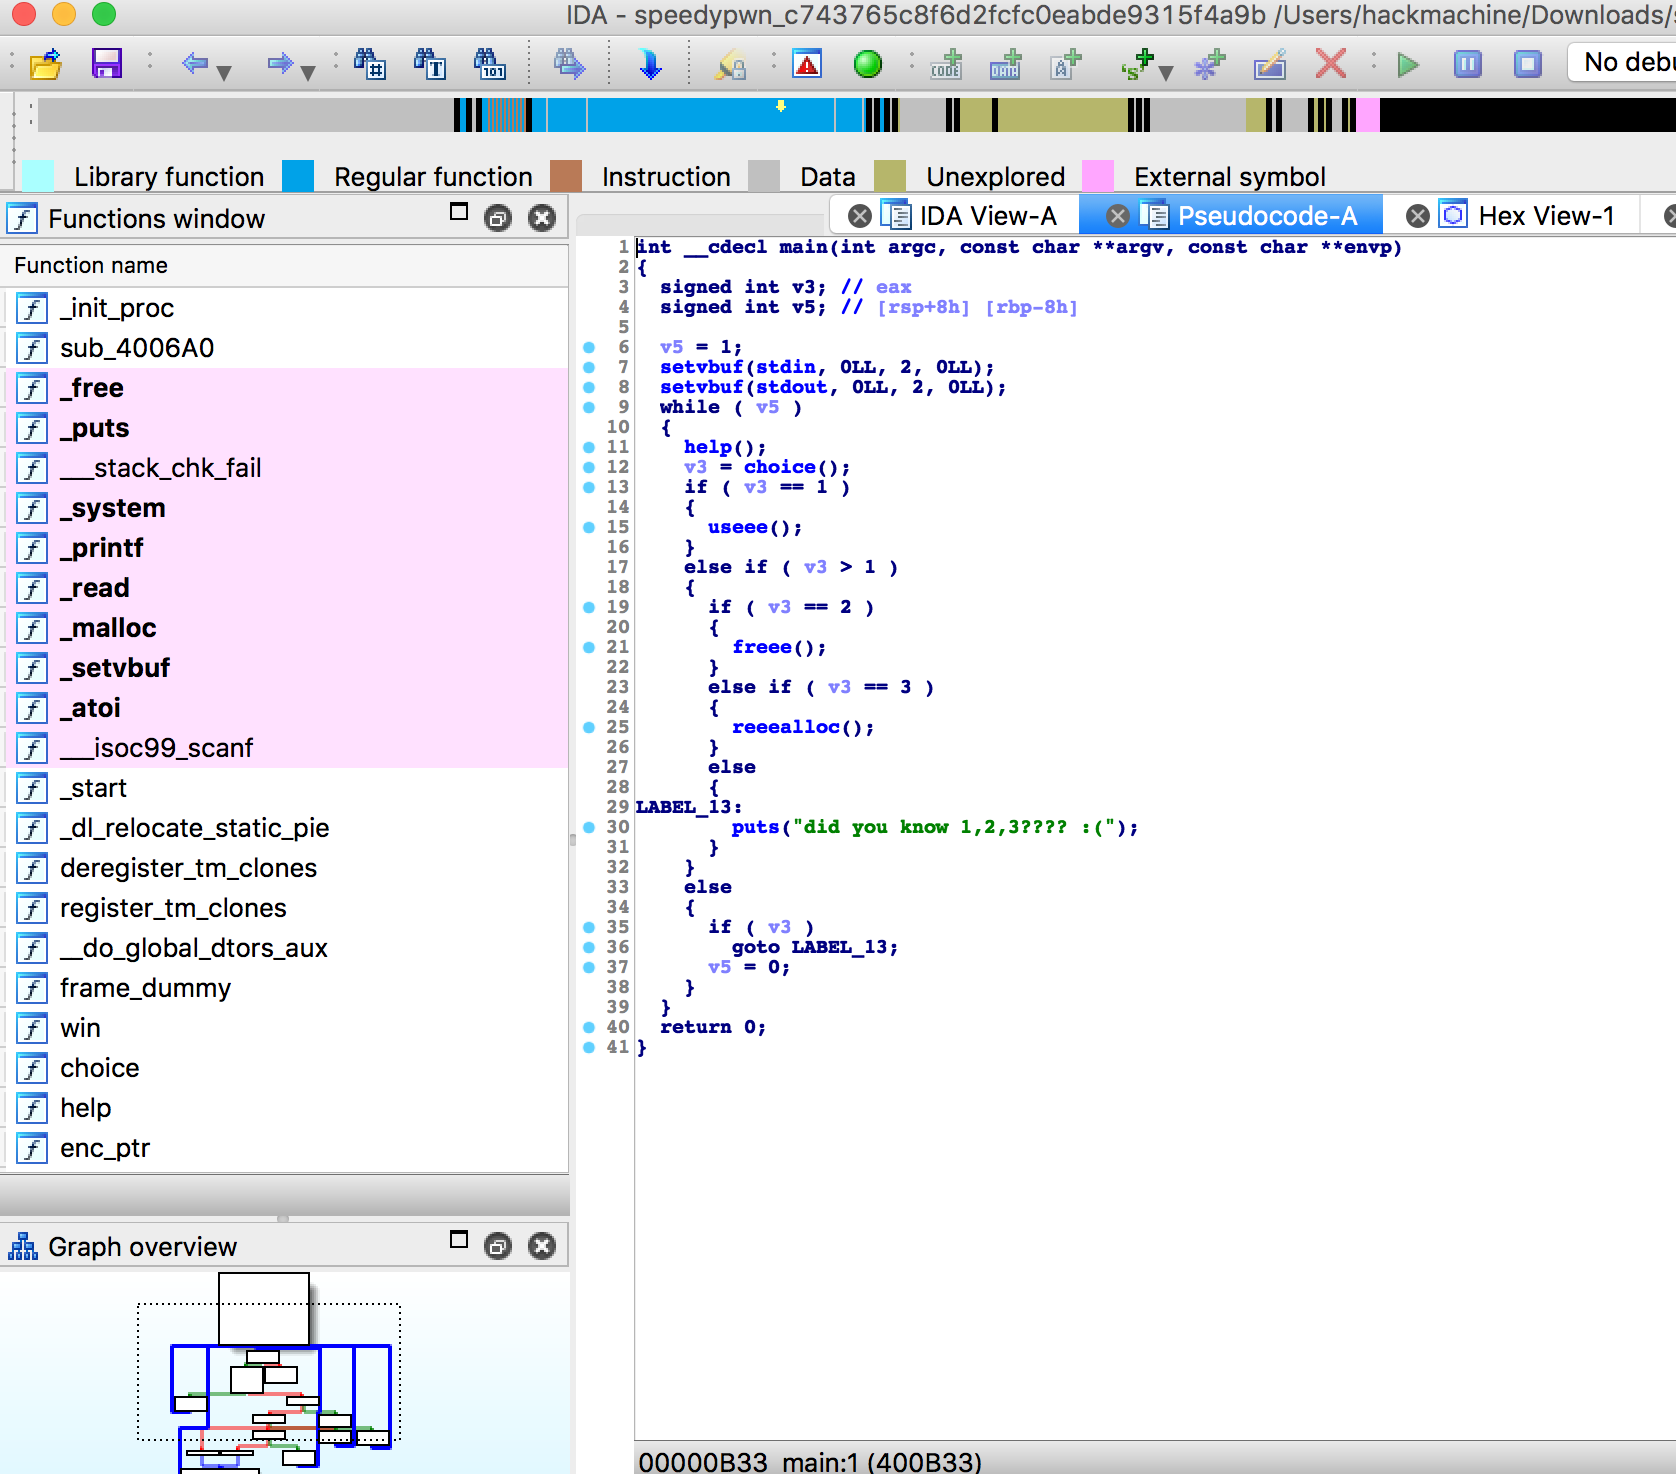 IDA - speedypwn_c743765c8f6d2fcfc0eabde9315f4a9b /Users/hackmachine/Downloads/
No deb
Library function Regular function Instruction Data Unexplored External symbol
Functions window
IDA View-A Pseudocode-A Hex View-1
Function name
_init_proc
sub_4006A0
_free
_puts
___stack_chk_fail
_system
_printf
_read
_malloc
_setvbuf
_atoi
___isoc99_scanf
_start
_dl_relocate_static_pie
deregister_tm_clones
register_tm_clones
__do_global_dtors_aux
frame_dummy
win
choice
help
enc_ptr
Graph overview
1 int __cdecl main(int argc, const char **argv, const char **envp)
2 {
3 signed int v3; // eax
4 signed int v5; // [rsp+8h] [rbp-8h]
5
6 v5 = 1;
7 setvbuf(stdin, 0LL, 2, 0LL);
8 setvbuf(stdout, 0LL, 2, 0LL);
9 while ( v5 )
10 {
11 help();
12 v3 = choice();
13 if ( v3 == 1 )
14 {
15 useee();
16 }
17 else if ( v3 > 1 )
18 {
19 if ( v3 == 2 )
20 {
21 freee();
22 }
23 else if ( v3 == 3 )
24 {
25 reeealloc();
26 }
27 else
28 {
29 LABEL_13:
30 puts("did you know 1,2,3???? :(");
31 }
32 }
33 else
34 {
35 if ( v3 )
36 goto LABEL_13;
37 v5 = 0;
38 }
39 }
40 return 0;
41 }
00000B33 main:1 (400B33)